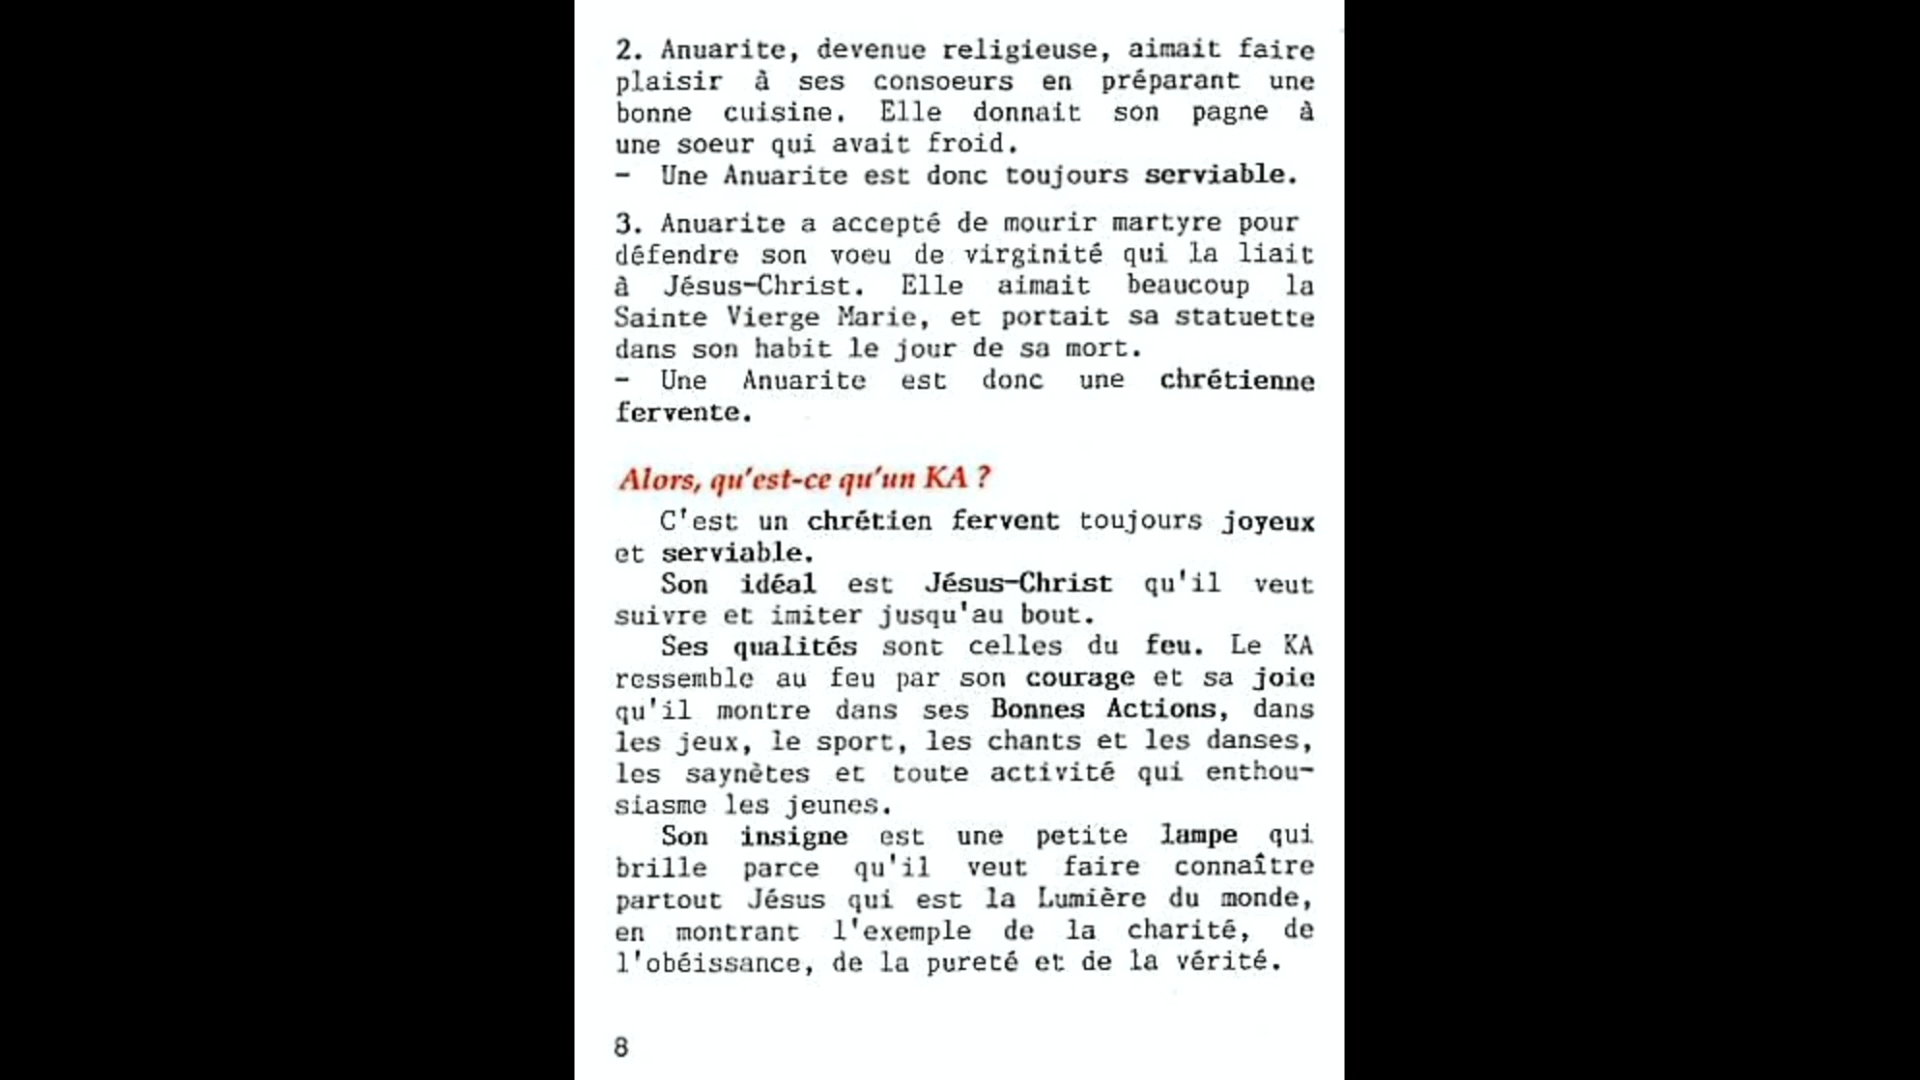 2. Anuarite, devenue religieuse, aimait faire
plaisir à ses consoeurs en préparant une
bonne cuisine. Elle donnait son pagne à
une soeur qui avait froid.
- Une Anuarite est donc toujours serviable.
3. Anuarite a accepté de mourir martyre pour
défendre son voeu de virginité qui la liait
à Jésus-Christ. Elle aimait beaucoup la
Sainte Vierge Marie, et portait sa statuette
dans son habit le jour de sa mort.
- Une Anuarite est donc une chrétienne
fervente.
Alors, qu'est-ce qu'un KA ?
C'est un chrétien fervent toujours joyeux
et serviable.
Son idéal est Jésus-Christ qu'il veut
suivre et imiter jusqu'au bout.
Ses qualités sont celles du feu. Le KA
ressemble au feu par son courage et sa joie
qu'il montre dans ses Bonnes Actions, dans
les jeux, le sport, les chants et les danses,
les saynètes et toute activité qui enthou-
siasme les jeunes.
Son insigne est une petite lampe qui
brille parce qu'il veut faire connaître
partout Jésus qui est la Lumière du monde,
en montrant l'exemple de la charité, de
l'obéissance, de la pureté et de la vérité.
8